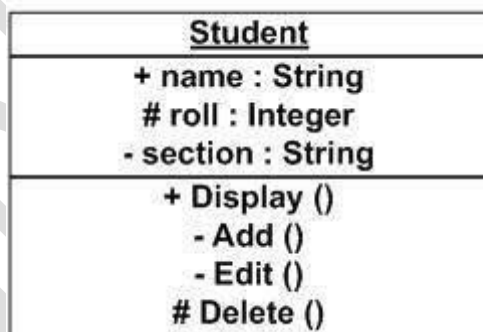 Student
+ name : String
# roll : Integer
- section : String
+ Display ()
- Add ()
- Edit ()
# Delete ()